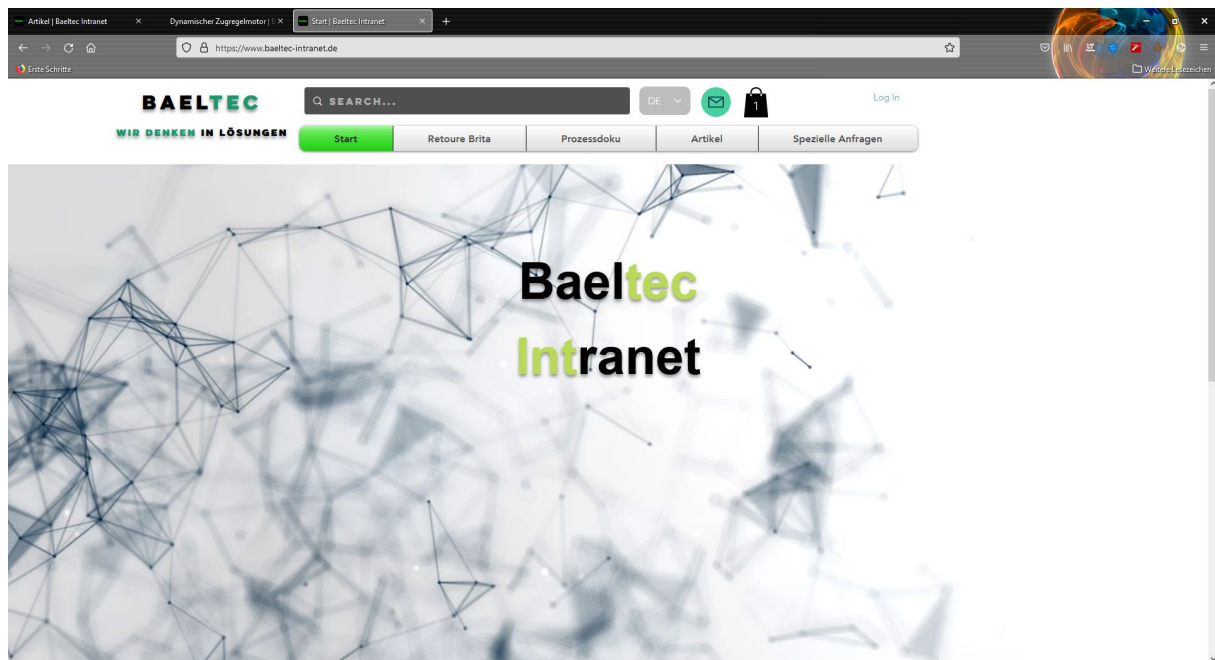 Artikel | Baeltec Intranet
Dynamischer Zugregelmotor |
Start | Baeltec Intranet
https://www.baeltec-intranet.de
Erste Schritte
Weitere Lesezeichen
BAELTEC
WIR DENKEN IN LÖSUNGEN
SEARCH...
DE
1
Log In
Start
Retoure Brita
Prozessdoku
Artikel
Spezielle Anfragen
Baeltec
Intranet